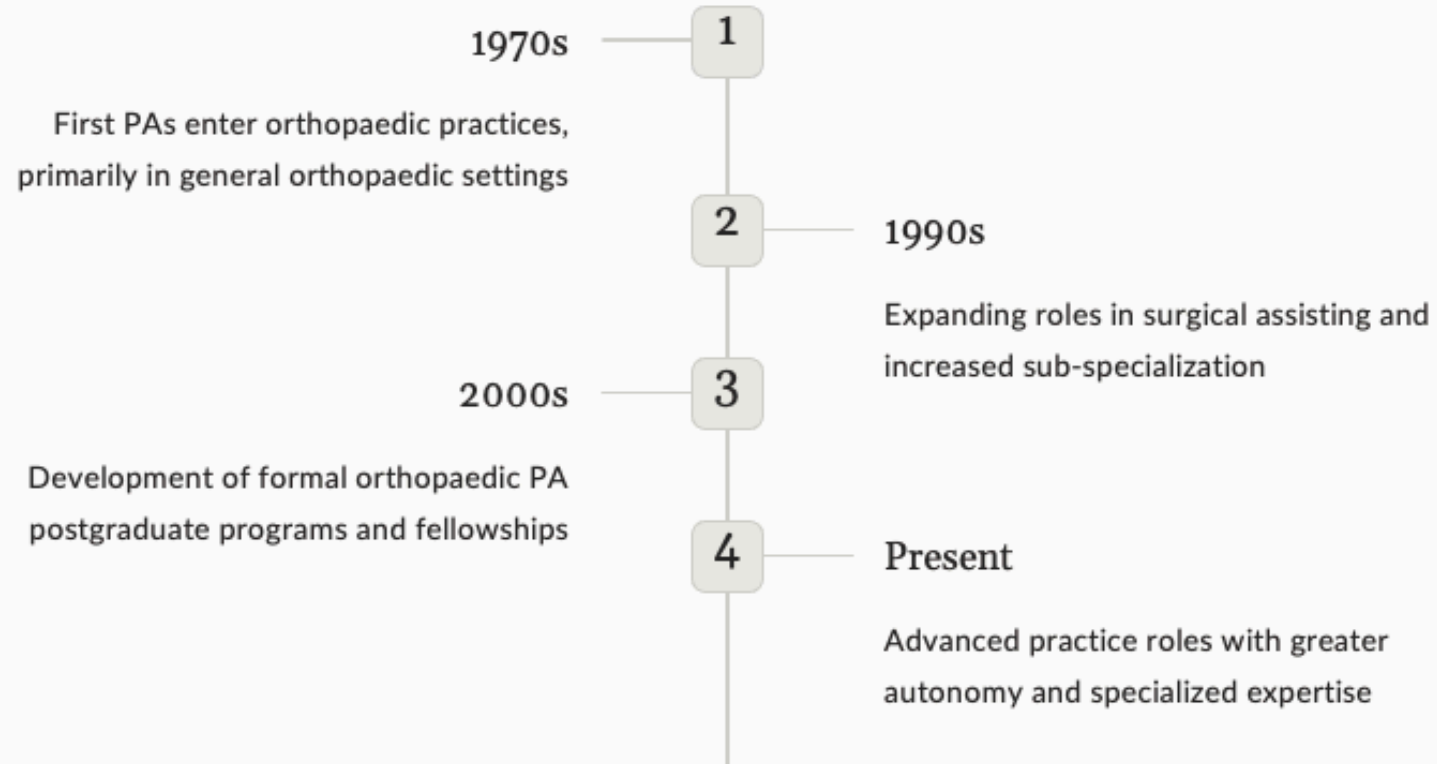 1970s
1
First PAs enter orthopaedic practices,
primarily in general orthopaedic settings
2
1990s
Expanding roles in surgical assisting and
increased sub-specialization
2000s
3
Development of formal orthopaedic PA
postgraduate programs and fellowships
4
Present
Advanced practice roles with greater
autonomy and specialized expertise